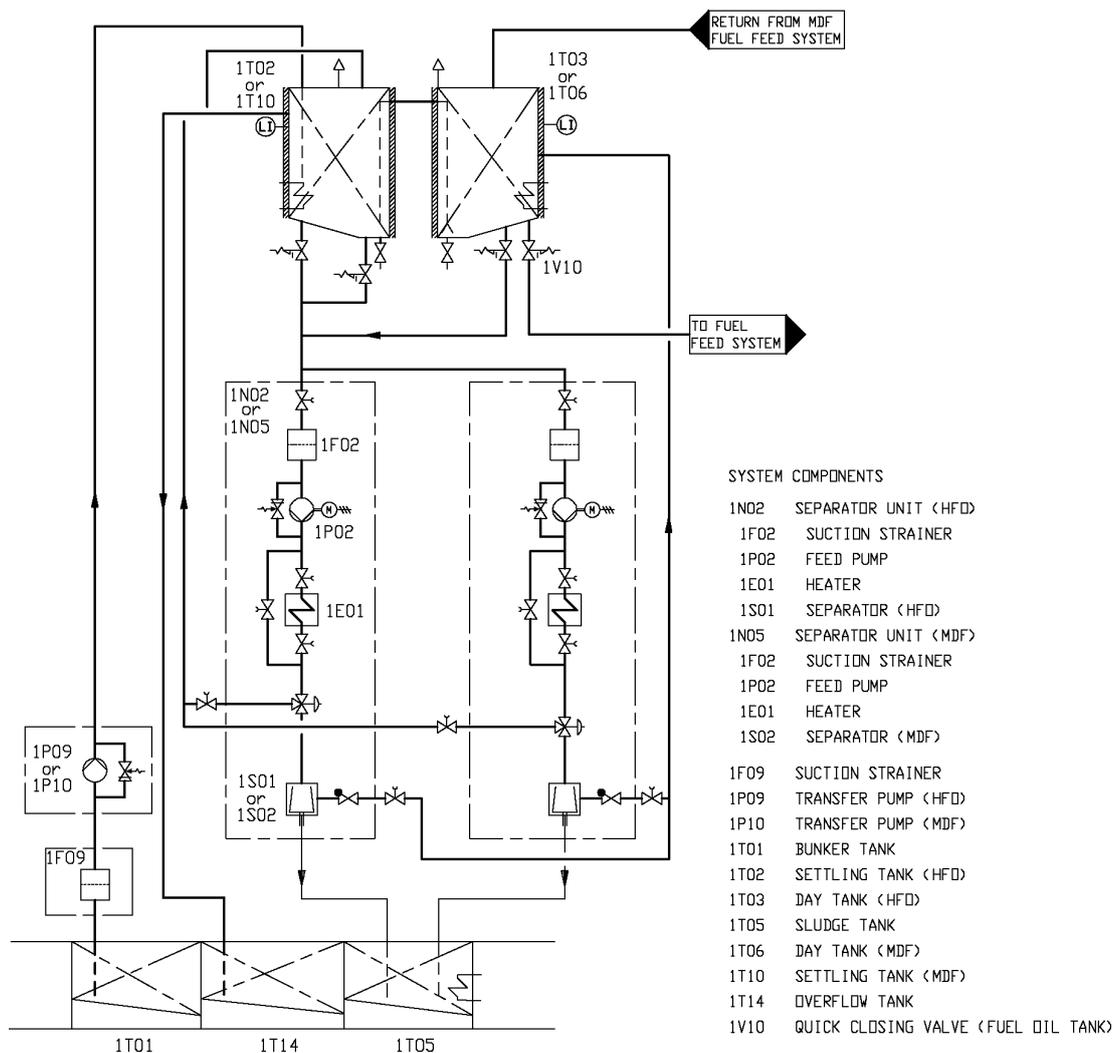 RETURN FROM MDF
FUEL FEED SYSTEM
1T02
or
1T10
1T03
or
1T06
LI
LI
1V10
TO FUEL
FEED SYSTEM
1N02
or
1N05
1F02
M
M
1P02
1E01
1P09
or
1P10
1S01
or
1S02
1F09
1T01
1T14
1T05
SYSTEM COMPONENTS
1N02 SEPARATOR UNIT (HFO)
1F02 SUCTION STRAINER
1P02 FEED PUMP
1E01 HEATER
1S01 SEPARATOR (HFO)
1N05 SEPARATOR UNIT (MDF)
1F02 SUCTION STRAINER
1P02 FEED PUMP
1E01 HEATER
1S02 SEPARATOR (MDF)
1F09 SUCTION STRAINER
1P09 TRANSFER PUMP (HFO)
1P10 TRANSFER PUMP (MDF)
1T01 BUNKER TANK
1T02 SETTLING TANK (HFO)
1T03 DAY TANK (HFO)
1T05 SLUDGE TANK
1T06 DAY TANK (MDF)
1T10 SETTLING TANK (MDF)
1T14 OVERFLOW TANK
1V10 QUICK CLOSING VALVE (FUEL OIL TANK)